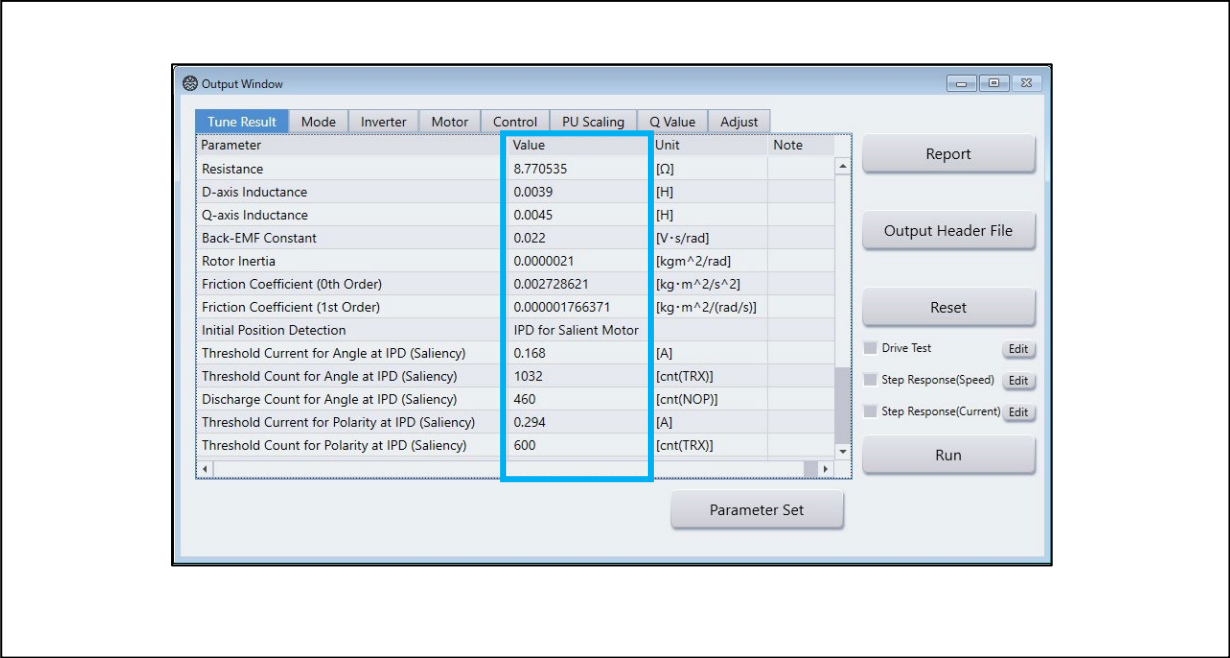 Output Window
Tune Result Mode Inverter Motor Control PU Scaling Q Value Adjust
Parameter Value Unit Note
Resistance 8.770535 [Ω]
D-axis Inductance 0.0039 [H]
Q-axis Inductance 0.0045 [H]
Back-EMF Constant 0.022 [V・s/rad]
Rotor Inertia 0.0000021 [kgm^2/rad]
Friction Coefficient (0th Order) 0.002728621 [kg・m^2/s^2]
Friction Coefficient (1st Order) 0.000001766371 [kg・m^2/(rad/s)]
Initial Position Detection IPD for Salient Motor
Threshold Current for Angle at IPD (Saliency) 0.168 [A]
Threshold Count for Angle at IPD (Saliency) 1032 [cnt(TRX)]
Discharge Count for Angle at IPD (Saliency) 460 [cnt(NOP)]
Threshold Current for Polarity at IPD (Saliency) 0.294 [A]
Threshold Count for Polarity at IPD (Saliency) 600 [cnt(TRX)]
Report
Output Header File
Reset
Drive Test Edit
Step Response(Speed) Edit
Step Response(Current) Edit
Run
Parameter Set